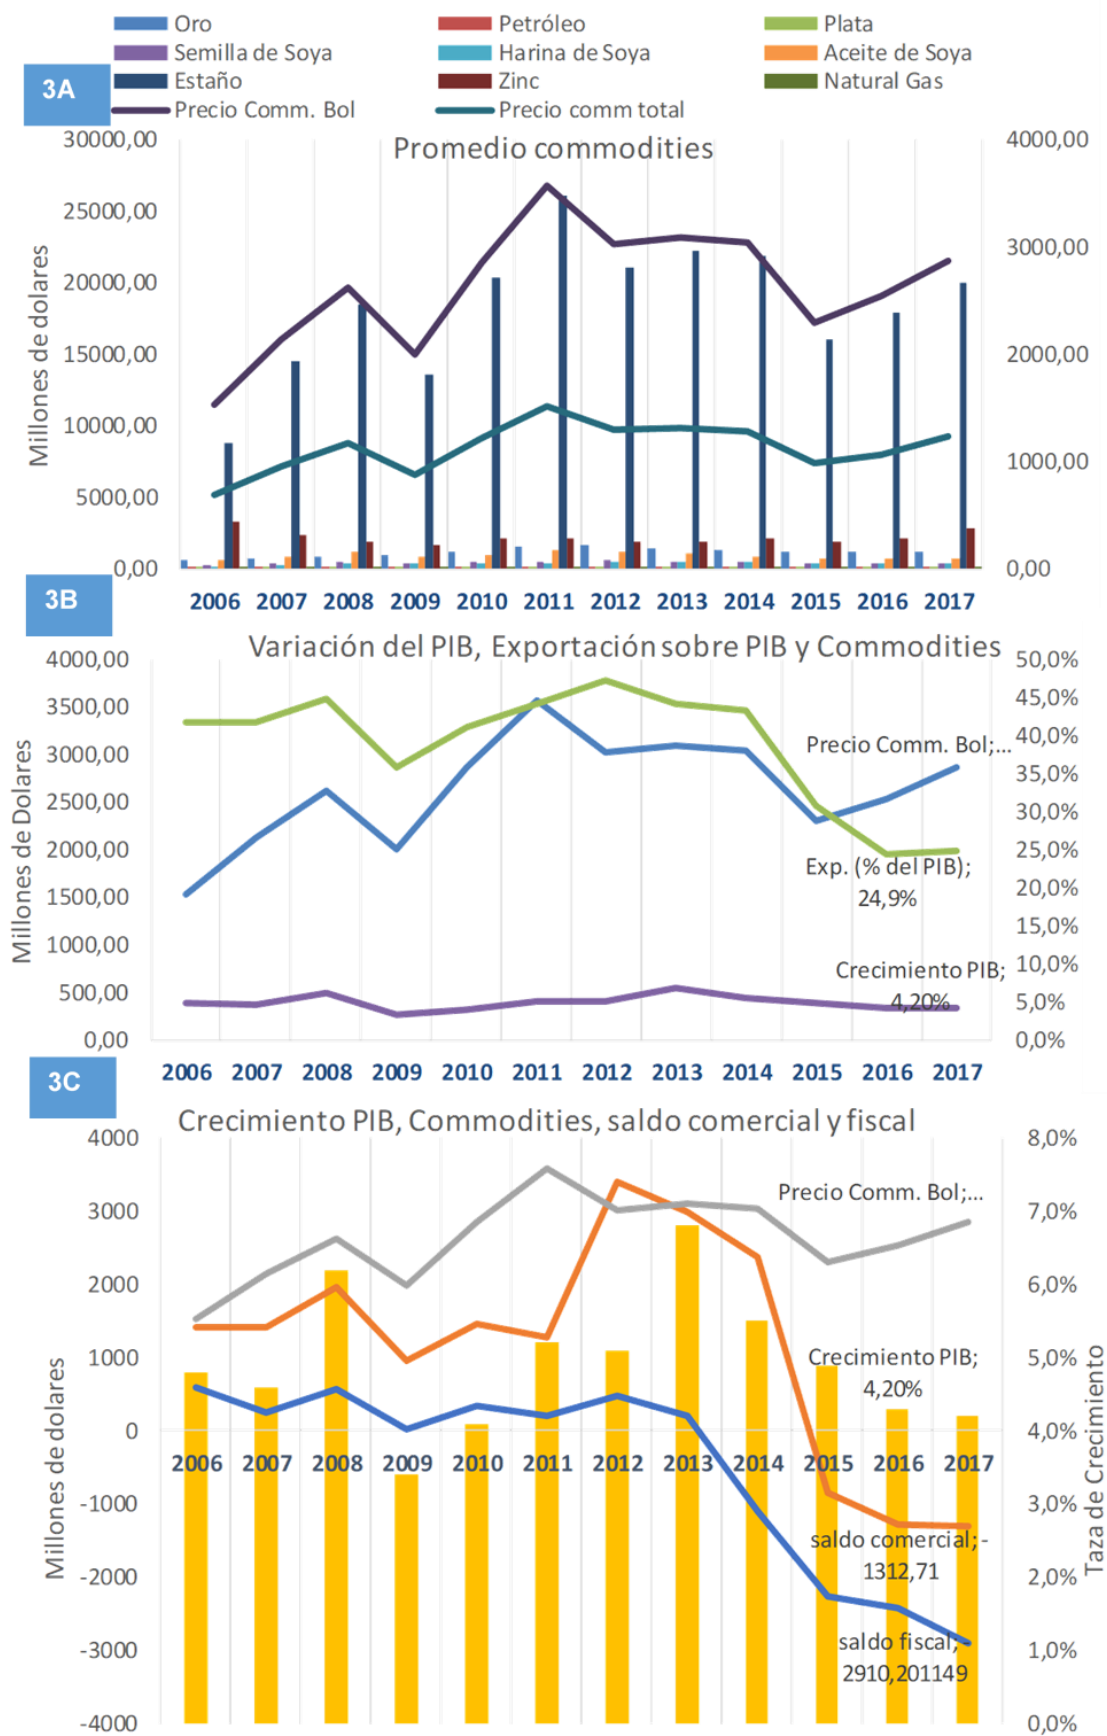 Oro Petróleo Plata
Semilla de Soya Harina de Soya Aceite de Soya
Estaño Zinc Natural Gas
Precio Comm. Bol Precio comm total
3A
Promedio commodities
30000,00 4000,00
25000,00
3000,00
20000,00
15000,00 2000,00
10000,00
1000,00
5000,00
0,00 0,00
Millones de dolares
2006 2007 2008 2009 2010 2011 2012 2013 2014 2015 2016 2017
3B
Variación del PIB, Exportación sobre PIB y Commodities
4000,00 50,0%
3500,00 45,0%
3000,00 40,0%
2500,00 35,0%
2000,00 30,0%
1500,00 25,0%
1000,00 20,0%
500,00 15,0%
0,00 10,0%
5,0%
0,0%
Millones de Dolares
Precio Comm. Bol;...
Exp. (% del PIB);
24,9%
Crecimiento PIB;
4,20%
2006 2007 2008 2009 2010 2011 2012 2013 2014 2015 2016 2017
3C
Crecimiento PIB, Commodities, saldo comercial y fiscal
4000 8,0%
3000 7,0%
2000 6,0%
1000 5,0%
0 4,0%
-1000 3,0%
-2000 2,0%
-3000 1,0%
-4000 0,0%
Millones de dolares
Taza de Crecimiento
Precio Comm. Bol;...
Crecimiento PIB;
4,20%
2006 2007 2008 2009 2010 2011 2012 2013 2014 2015 2016 2017
saldo comercial; -
1312,71
saldo fiscal; -
2910,201149